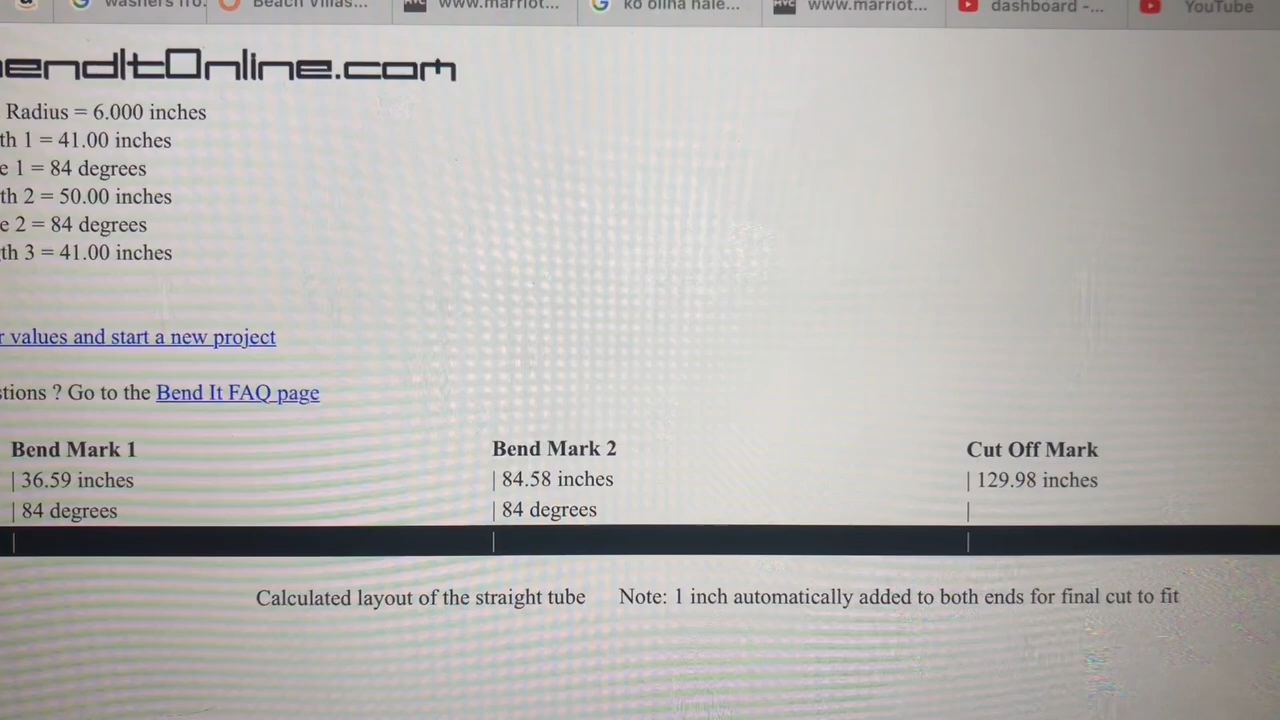 washers fro.
Beach Villas...
www.marriot...
ko olina hale...
www.marriot...
dashboard -...
YouTube
endItOnline.com
Radius = 6.000 inches
th 1 = 41.00 inches
e 1 = 84 degrees
th 2 = 50.00 inches
e 2 = 84 degrees
th 3 = 41.00 inches
r values and start a new project
stions ? Go to the Bend It FAQ page
Bend Mark 1 Bend Mark 2 Cut Off Mark
| 36.59 inches | 84.58 inches | 129.98 inches
| 84 degrees | 84 degrees |
| | |
Calculated layout of the straight tube Note: 1 inch automatically added to both ends for final cut to fit